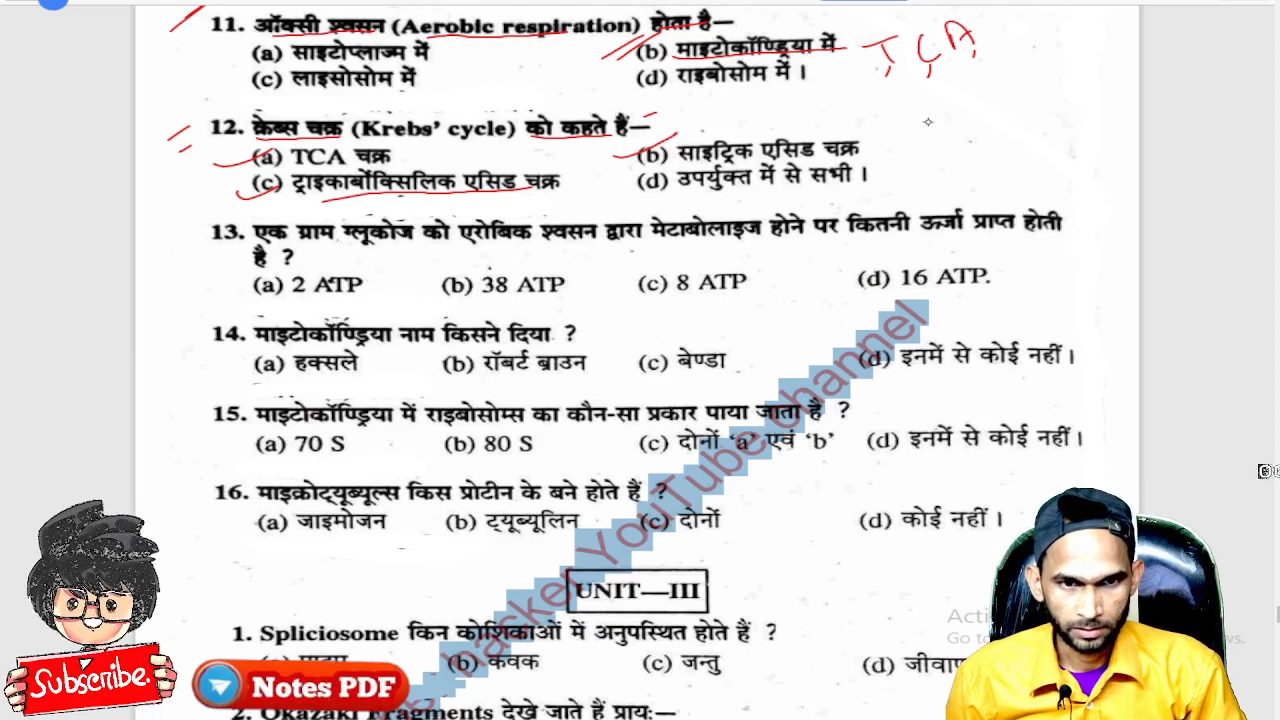 11. ऑक्सी श्वसन (Aerobic respiration) होता है—
(a) साइटोप्लाज्म में (b) माइटोकॉण्ड्रिया में
(c) लाइसोसोम में (d) राइबोसोम में।
T, C, A,
12. क्रेब्स चक्र (Krebs' cycle) को कहते हैं—
(a) TCA चक्र (b) साइट्रिक एसिड चक्र
(c) ट्राइकार्बोक्सिलिक एसिड चक्र (d) उपर्युक्त में से सभी।
13. एक ग्राम ग्लूकोज को एरोबिक श्वसन द्वारा मेटाबोलाइज होने पर कितनी ऊर्जा प्राप्त होती
है ?
(a) 2 ATP (b) 38 ATP (c) 8 ATP (d) 16 ATP.
14. माइटोकॉण्ड्रिया नाम किसने दिया ?
(a) हक्सले (b) रॉबर्ट ब्राउन (c) बेण्डा (d) इनमें से कोई नहीं।
15. माइटोकॉण्ड्रिया में राइबोसोम्स का कौन-सा प्रकार पाया जाता है ?
(a) 70 S (b) 80 S (c) दोनों 'a' एवं 'b' (d) इनमें से कोई नहीं।
16. माइक्रोट्यूब्यूल्स किस प्रोटीन के बने होते हैं ?
(a) जाइमोजन (b) ट्यूब्यूलिन (c) दोनों (d) कोई नहीं।
UNIT—III
1. Spliciosome किन कोशिकाओं में अनुपस्थित होते हैं ?
(b) कवक (c) जन्तु (d)
2. Okazaki Fragments देखे जाते हैं प्रायः—
hacker YouTube channel
Subscribe.
Notes PDF